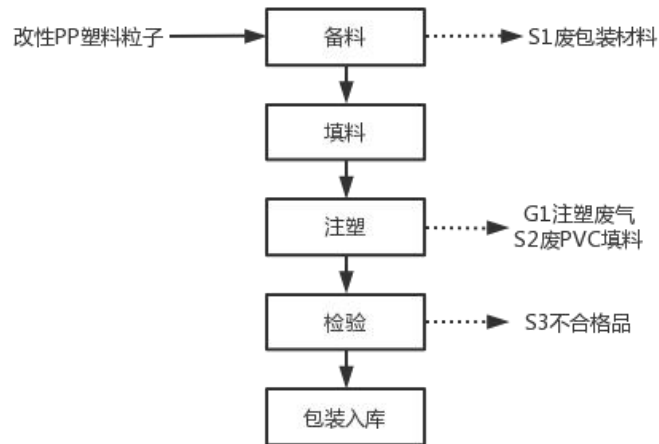 改性PP塑料粒子
备料
S1废包装材料
填料
注塑
G1注塑废气
S2废PVC填料
检验
S3不合格品
包装入库